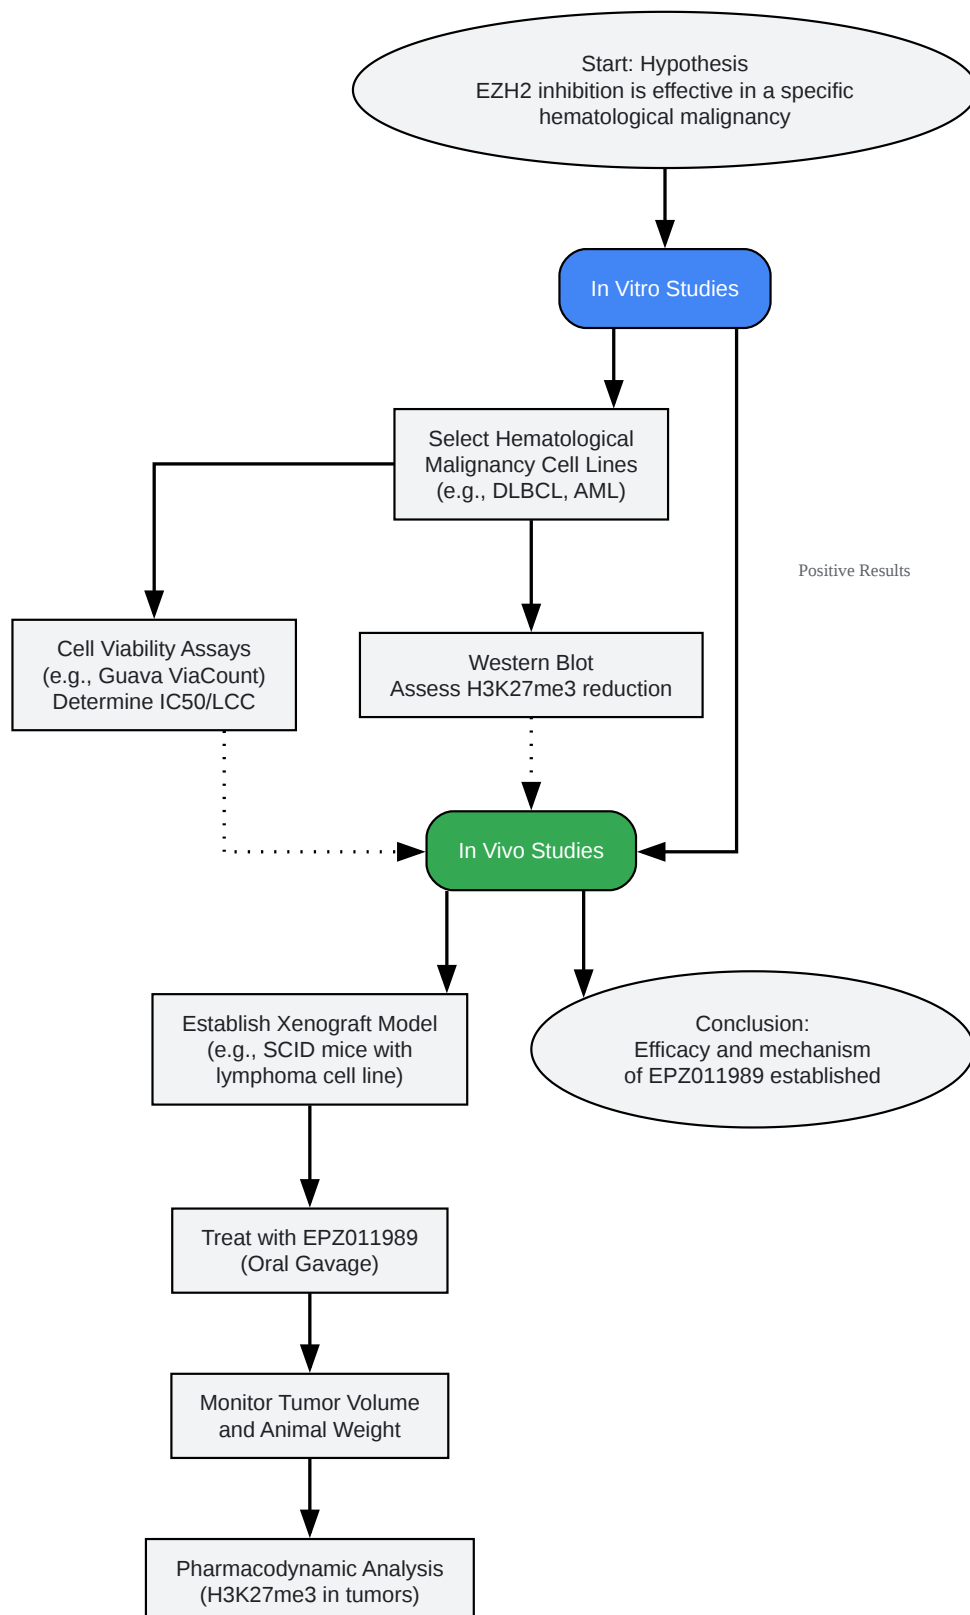 Start: Hypothesis
EZH2 inhibition is effective in a specific
hematological malignancy
In Vitro Studies
Select Hematological
Malignancy Cell Lines
(e.g., DLBCL, AML)
Positive Results
Cell Viability Assays
(e.g., Guava ViaCount)
Determine IC50/LCC
Western Blot
Assess H3K27me3 reduction
In Vivo Studies
Establish Xenograft Model
(e.g., SCID mice with
lymphoma cell line)
Conclusion:
Efficacy and mechanism
of EPZ011989 established
Treat with EPZ011989
(Oral Gavage)
Monitor Tumor Volume
and Animal Weight
Pharmacodynamic Analysis
(H3K27me3 in tumors)